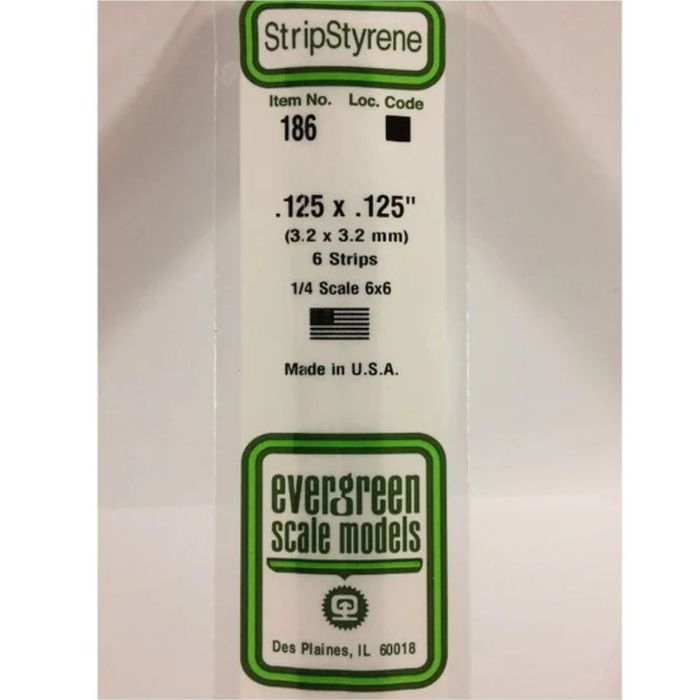 StripStyrene
Item No. Loc. Code
186
.125 x .125"
(3.2 x 3.2 mm)
6 Strips
1/4 Scale 6x6
Made in U.S.A.
evergreen
scale models
Des Plaines, IL 60018